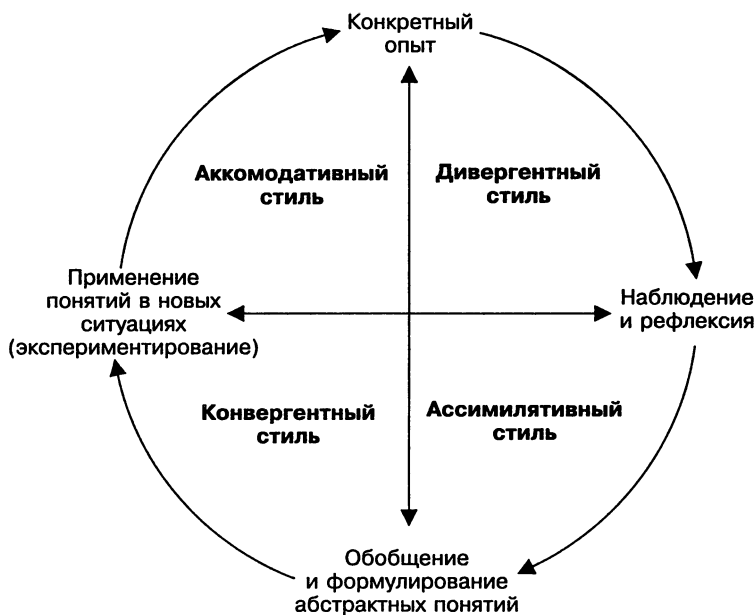 Конкретный
опыт
Аккомодативный
стиль
Дивергентный
стиль
Применение
понятий в новых
ситуациях
(экспериментирование)
Наблюдение
и рефлексия
Конвергентный
стиль
Ассимилятивный
стиль
Обобщение
и формулирование
абстрактных понятий